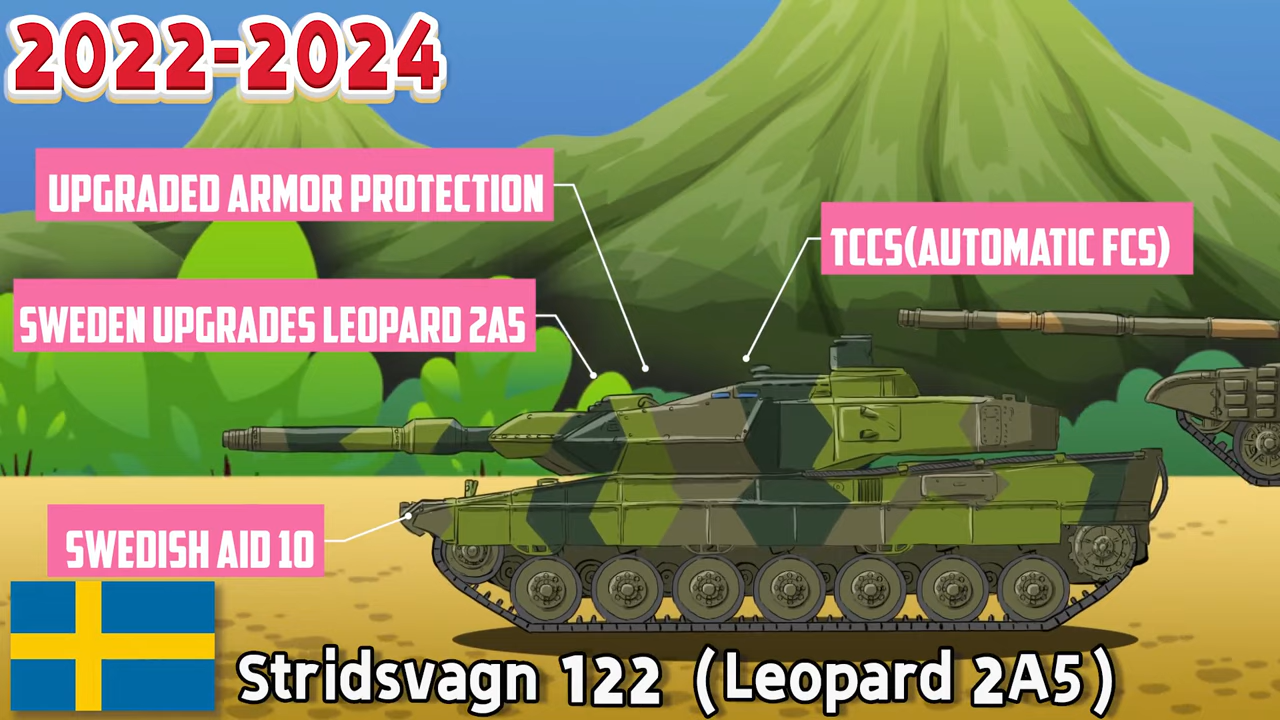 2022-2024
UPGRADED ARMOR PROTECTION
TCCS(AUTOMATIC FCS)
SWEDEN UPGRADES LEOPARD 2A5
SWEDISH AID 10
Stridsvagn 122 (Leopard 2A5)